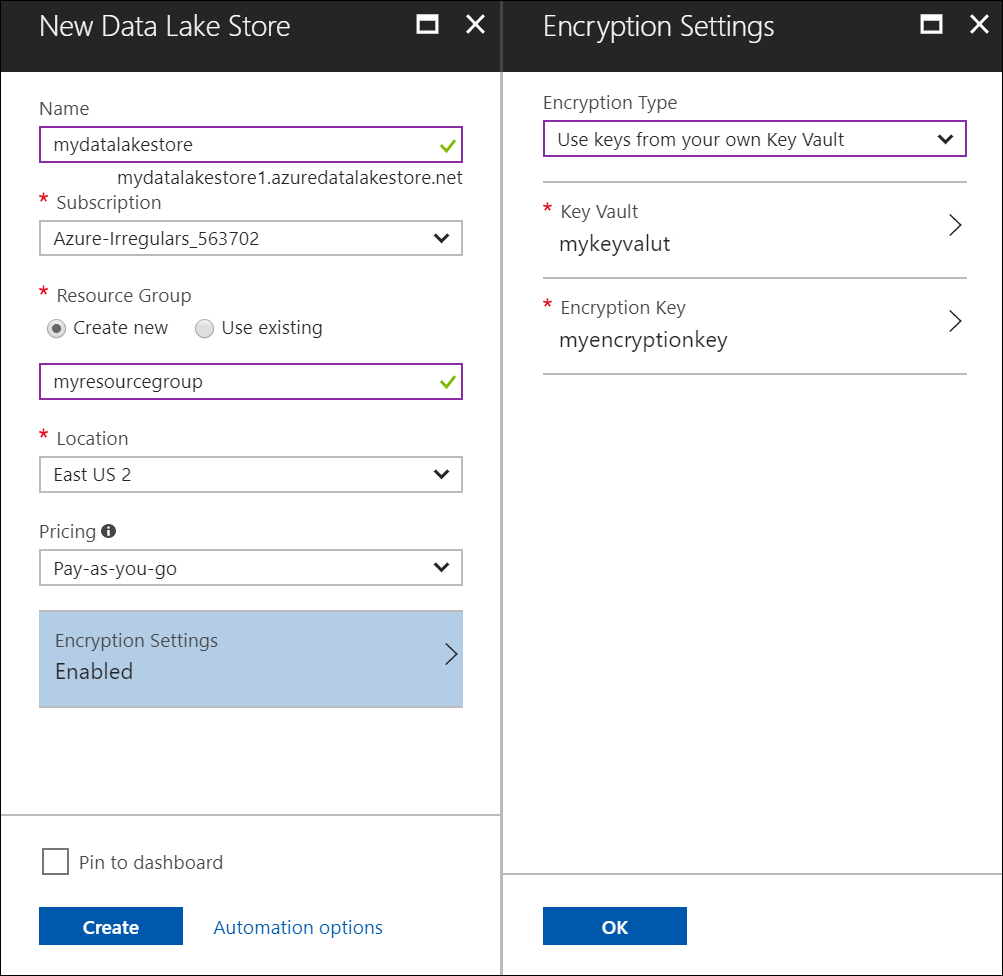 New Data Lake Store
Name
mydatalakestore
mydatalakestore1.azuredatalakestore.net
* Subscription
Azure-Irregulars_563702
* Resource Group
Create new Use existing
myresourcegroup
* Location
East US 2
Pricing
Pay-as-you-go
Encryption Settings
Enabled
Pin to dashboard
Create Automation options
Encryption Settings
Encryption Type
Use keys from your own Key Vault
* Key Vault
mykeyvalut
* Encryption Key
myencryptionkey
OK